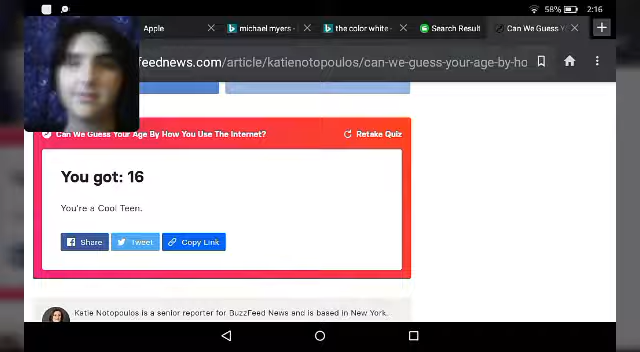 58% 2:16
Apple
michael myers -
the color white -
Search Result
Can We Guess Y
feednews.com/article/katienotopoulos/can-we-guess-your-age-by-ho
Can We Guess Your Age By How You Use The Internet?
Retake Quiz
You got: 16
You're a Cool Teen.
Share Tweet Copy Link
Katie Notopoulos is a senior reporter for BuzzFeed News and is based in New York.